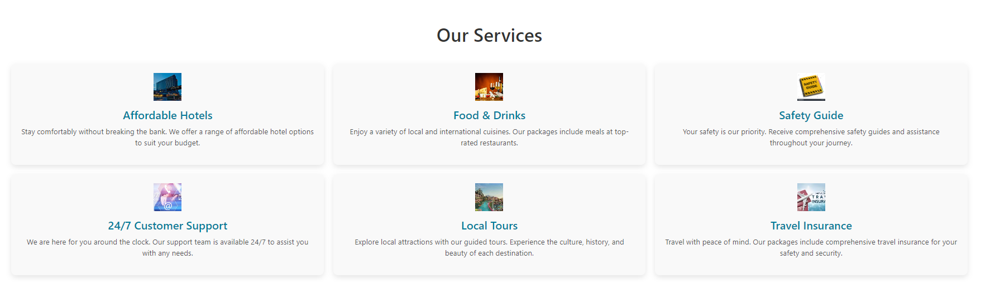 Our Services
SAFETY
GUIDE
Affordable Hotels
Food & Drinks
Safety Guide
Stay comfortably without breaking the bank. We offer a range of affordable hotel options
to suit your budget.
Enjoy a variety of local and international cuisines. Our packages include meals at top-
rated restaurants.
Your safety is our priority. Receive comprehensive safety guides and assistance
throughout your journey.
@
TRA
INSURA
24/7 Customer Support
Local Tours
Travel Insurance
We are here for you around the clock. Our support team is available 24/7 to assist you
with any needs.
Explore local attractions with our guided tours. Experience the culture, history, and
beauty of each destination.
Travel with peace of mind. Our packages include comprehensive travel insurance for your
safety and security.